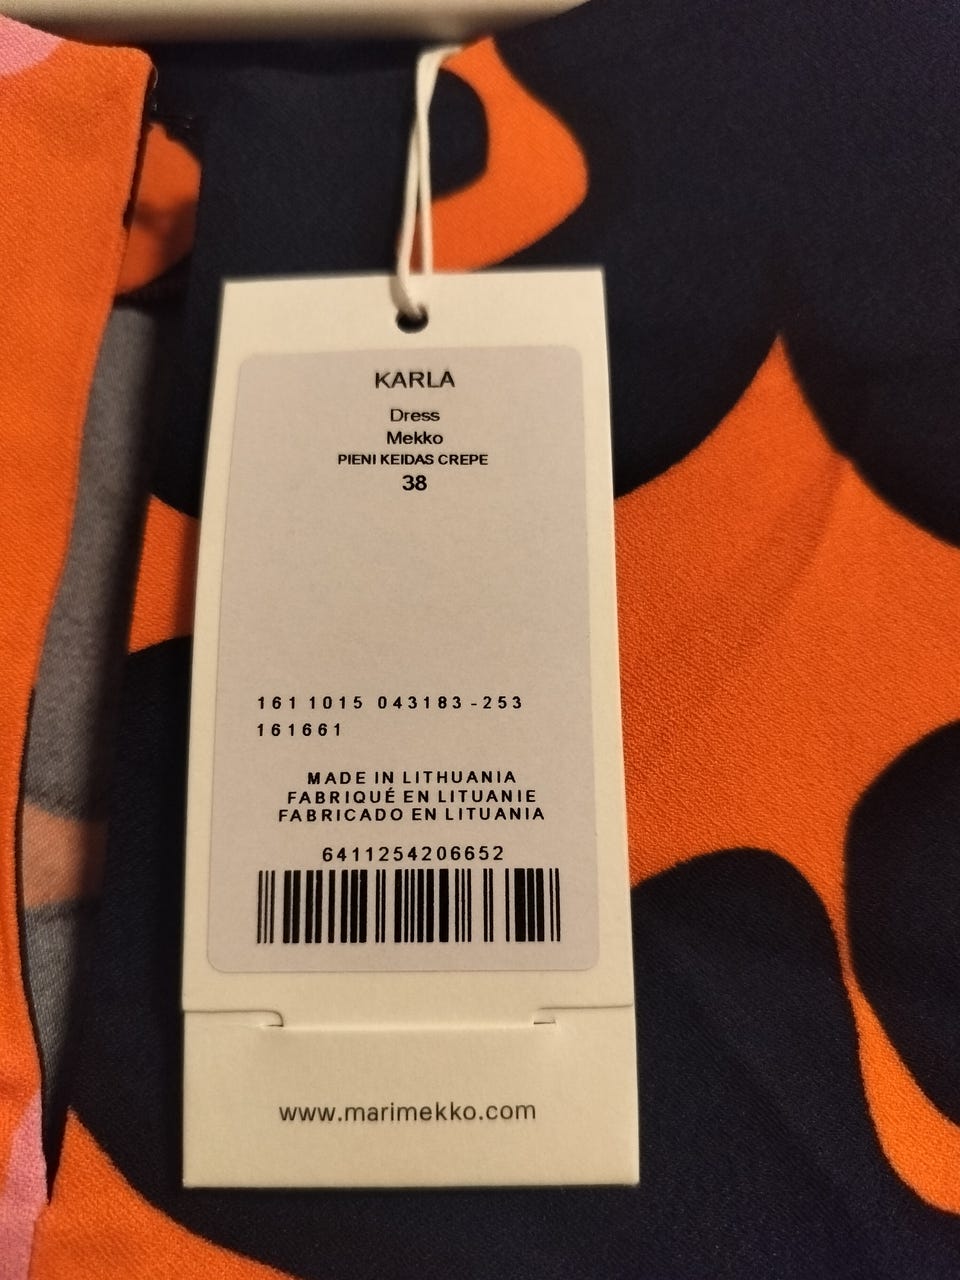 KARLA
Dress
Mekko
PIENI KEIDAS CREPE
38
161 1015 043183-253
161661
MADE IN LITHUANIA
FABRIQUÉ EN LITUANIE
FABRICADO EN LITUANIA
6411254206652
www.marimekko.com